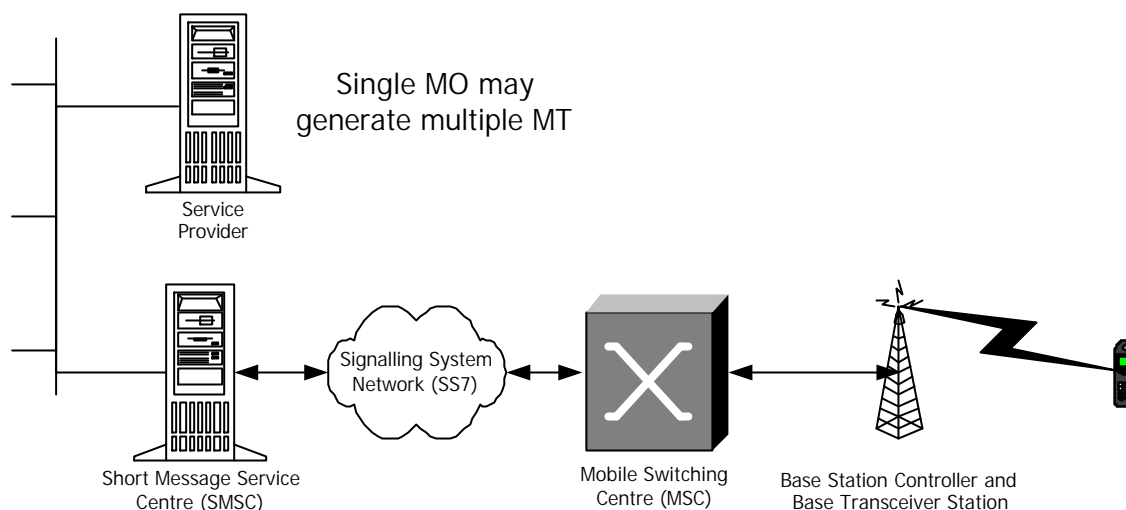 Single MO may
generate multiple MT
Service
Provider
Signalling System
Network (SS7)
Short Message Service
Centre (SMSC)
Mobile Switching
Centre (MSC)
Base Station Controller and
Base Transceiver Station